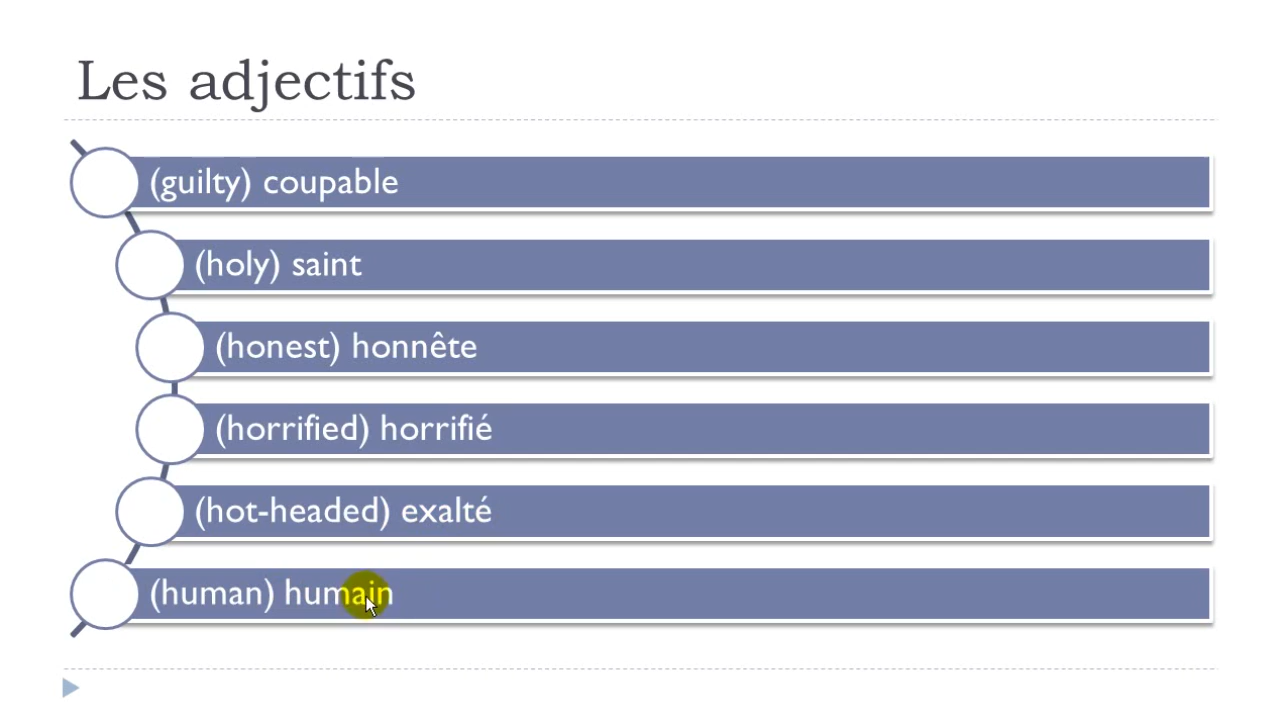 Les adjectifs
(guilty) coupable
(holy) saint
(honest) honnête
(horrified) horrifié
(hot-headed) exalté
(human) humain